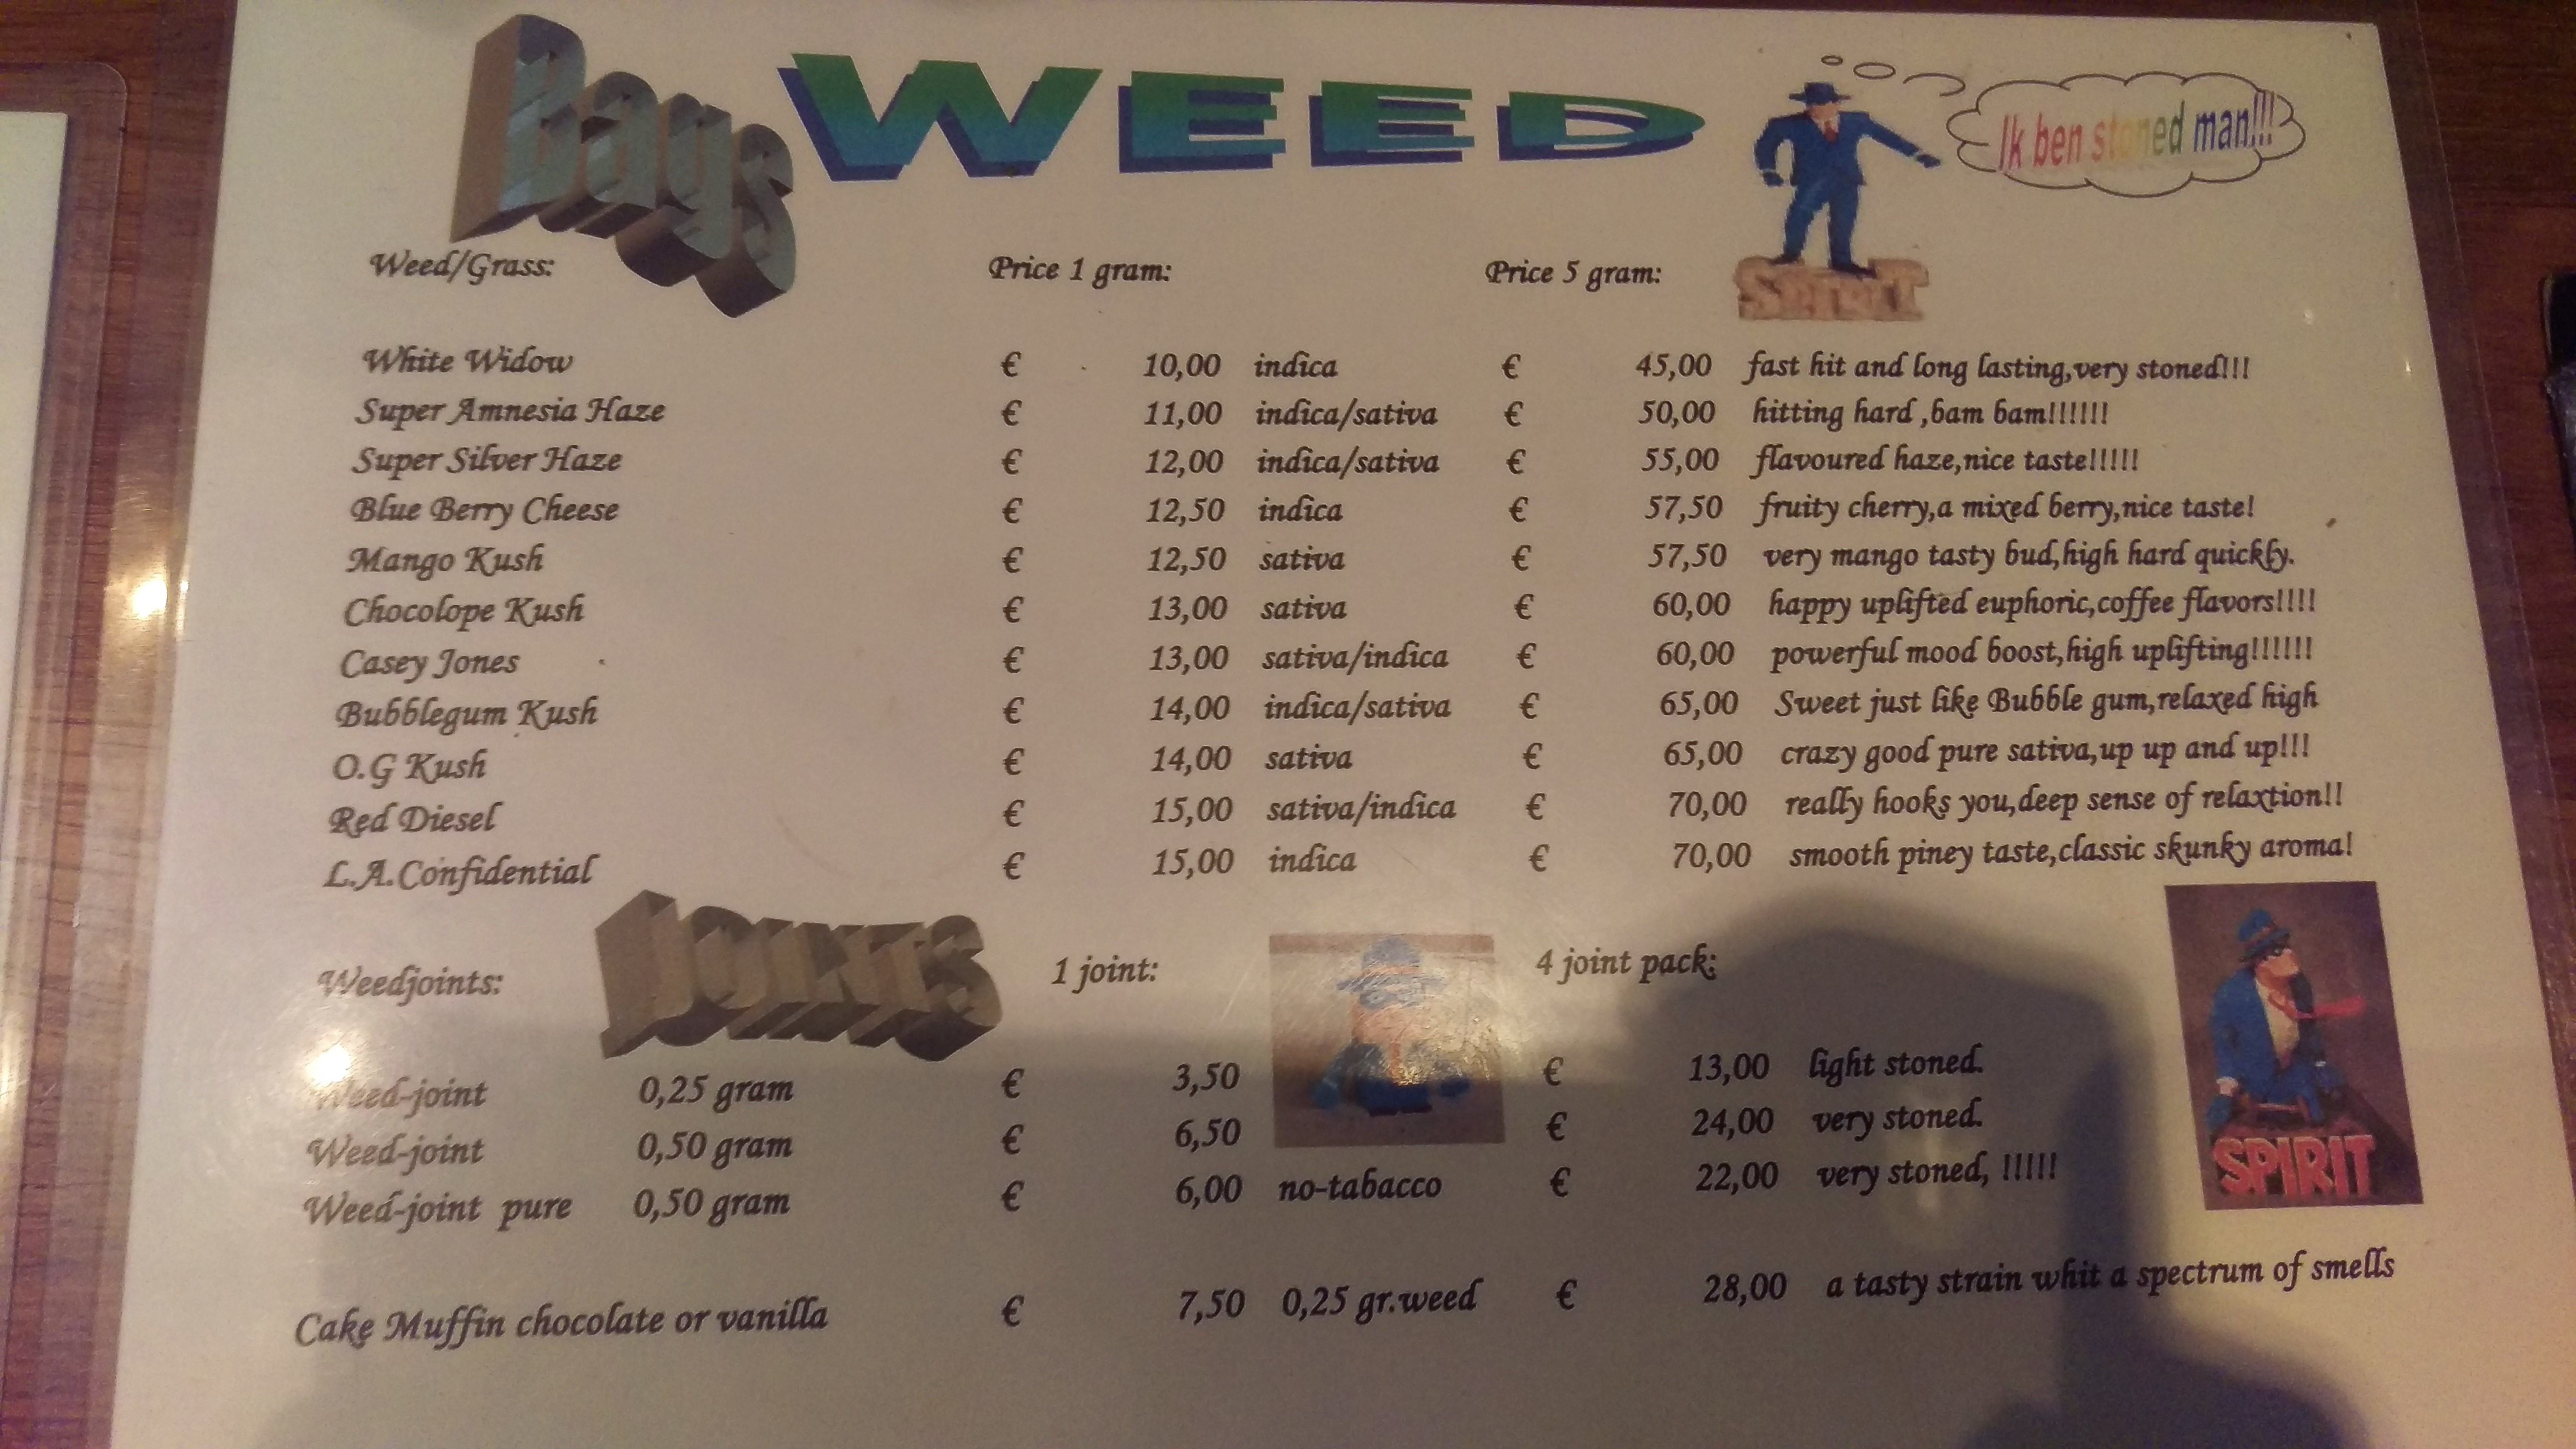 Bags WEED
Ik ben stoned man!!!
SPIRIT
Weed/Grass: Price 1 gram: Price 5 gram:
White Widow € 10,00 indica € 45,00 fast hit and long lasting,very stoned!!!
Super Amnesia Haze € 11,00 indica/sativa € 50,00 hitting hard ,bam bam!!!!!!
Super Silver Haze € 12,00 indica/sativa € 55,00 flavoured haze,nice taste!!!!!
Blue Berry Cheese € 12,50 indica € 57,50 fruity cherry,a mixed berry,nice taste!
Mango Kush € 12,50 sativa € 57,50 very mango tasty bud,high hard quickly.
Chocolope Kush € 13,00 sativa € 60,00 happy uplifted euphoric,coffee flavors!!!!
Casey Jones € 13,00 sativa/indica € 60,00 powerful mood boost,high uplifting!!!!!!
Bubblegum Kush € 14,00 indica/sativa € 65,00 Sweet just like Bubble gum,relaxed high
O.G Kush € 14,00 sativa € 65,00 crazy good pure sativa,up up and up!!!
Red Diesel € 15,00 sativa/indica € 70,00 really hooks you,deep sense of relaxtion!!
L.A.Confidential € 15,00 indica € 70,00 smooth piney taste,classic skunky aroma!
Weedjoints: JOINTS 1 joint: 4 joint pack:
Weed-joint 0,25 gram € 3,50 € 13,00 light stoned.
Weed-joint 0,50 gram € 6,50 € 24,00 very stoned.
Weed-joint pure 0,50 gram € 6,00 no-tabacco € 22,00 very stoned, !!!!!
SPIRIT
Cake Muffin chocolate or vanilla € 7,50 0,25 gr.weed € 28,00 a tasty strain whit a spectrum of smells